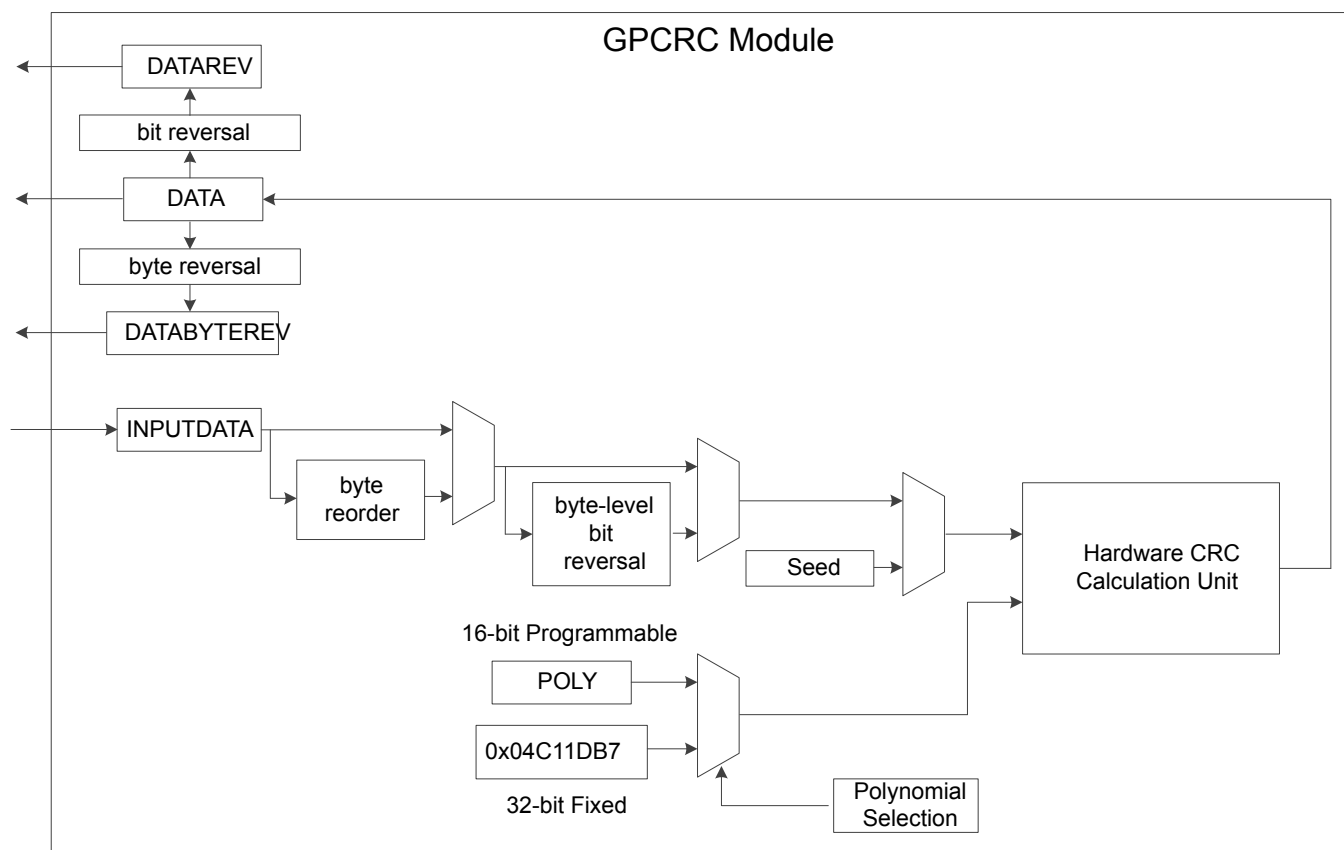 GPCRC Module
DATAREV
bit reversal
DATA
byte reversal
DATABYTEREV
INPUTDATA
byte
reorder
byte-level
bit
reversal
Seed
Hardware CRC
Calculation Unit
16-bit Programmable
POLY
0x04C11DB7
32-bit Fixed
Polynomial
Selection